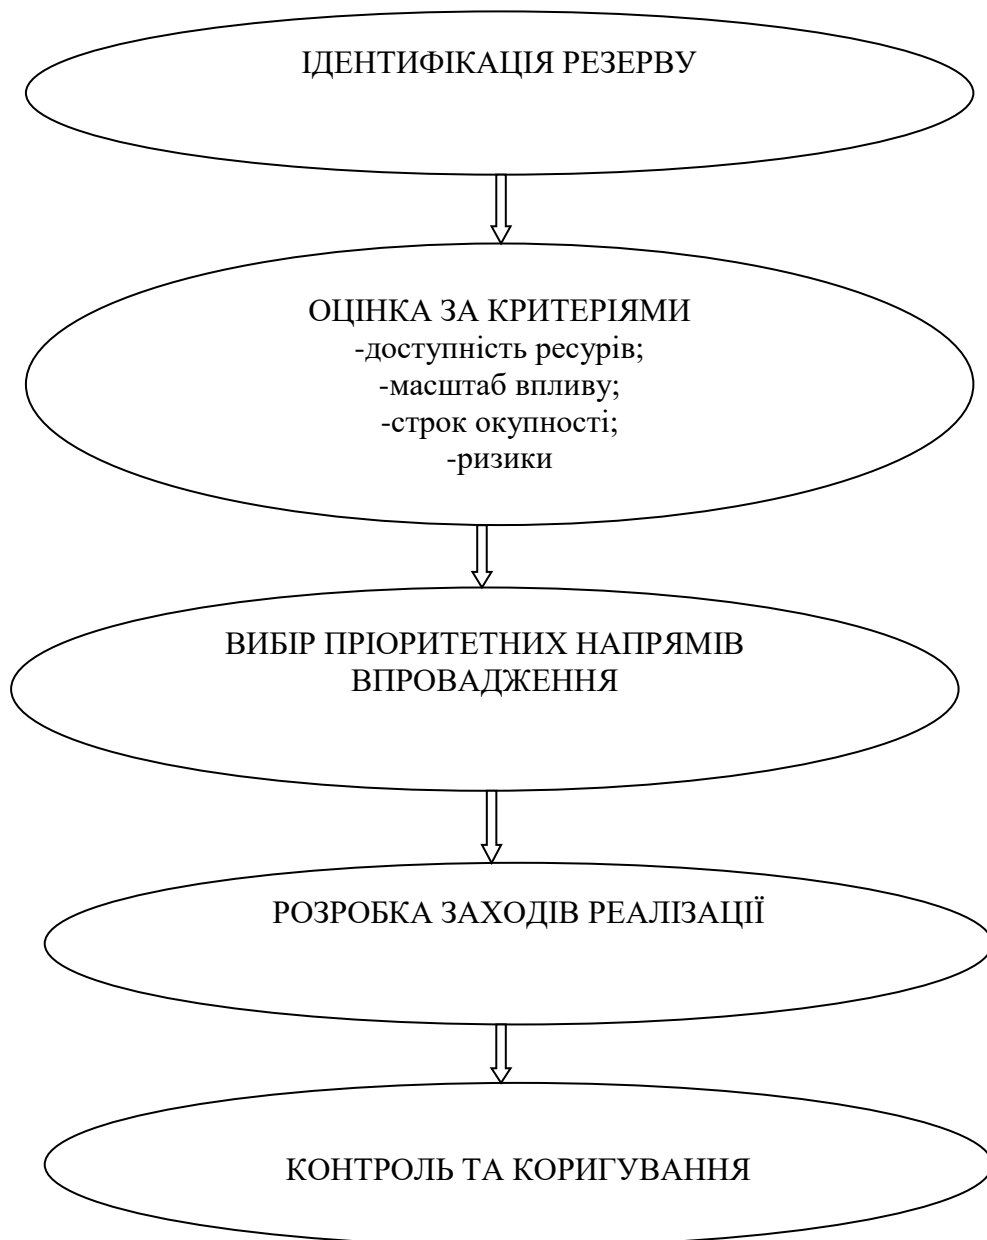 ІДЕНТИФІКАЦІЯ РЕЗЕРВУ
ОЦІНКА ЗА КРИТЕРІЯМИ
-доступність ресурів;
-масштаб впливу;
-строк окупності;
-ризики
ВИБІР ПРІОРИТЕТНИХ НАПРЯМІВ
ВПРОВАДЖЕННЯ
РОЗРОБКА ЗАХОДІВ РЕАЛІЗАЦІЇ
КОНТРОЛЬ ТА КОРИГУВАННЯ